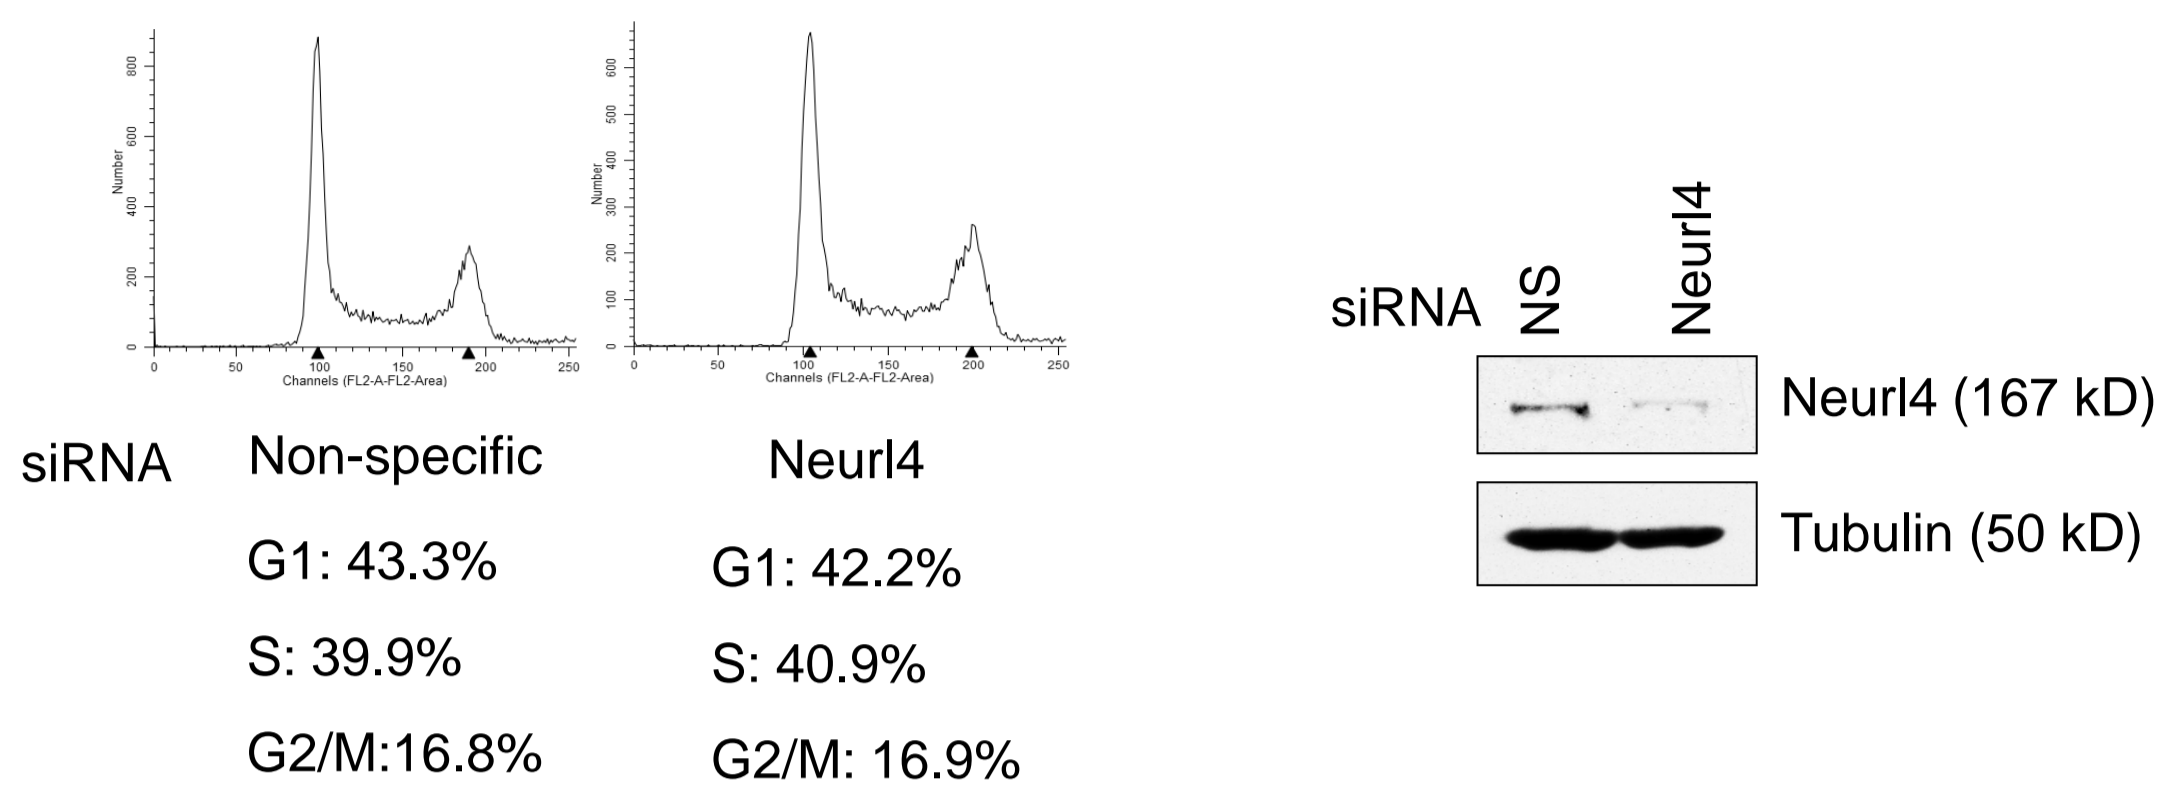 Number
800
600
400
200
0
0 50 100 150 200 250
Channels (FL2-A-FL2-Area)
Number
600
500
400
300
200
100
0
0 50 100 150 200 250
Channels (FL2-A-FL2-Area)
siRNA Non-specific Neurl4
G1: 43.3% G1: 42.2%
S: 39.9% S: 40.9%
G2/M:16.8% G2/M: 16.9%
siRNA NS Neurl4
Neurl4 (167 kD)
Tubulin (50 kD)